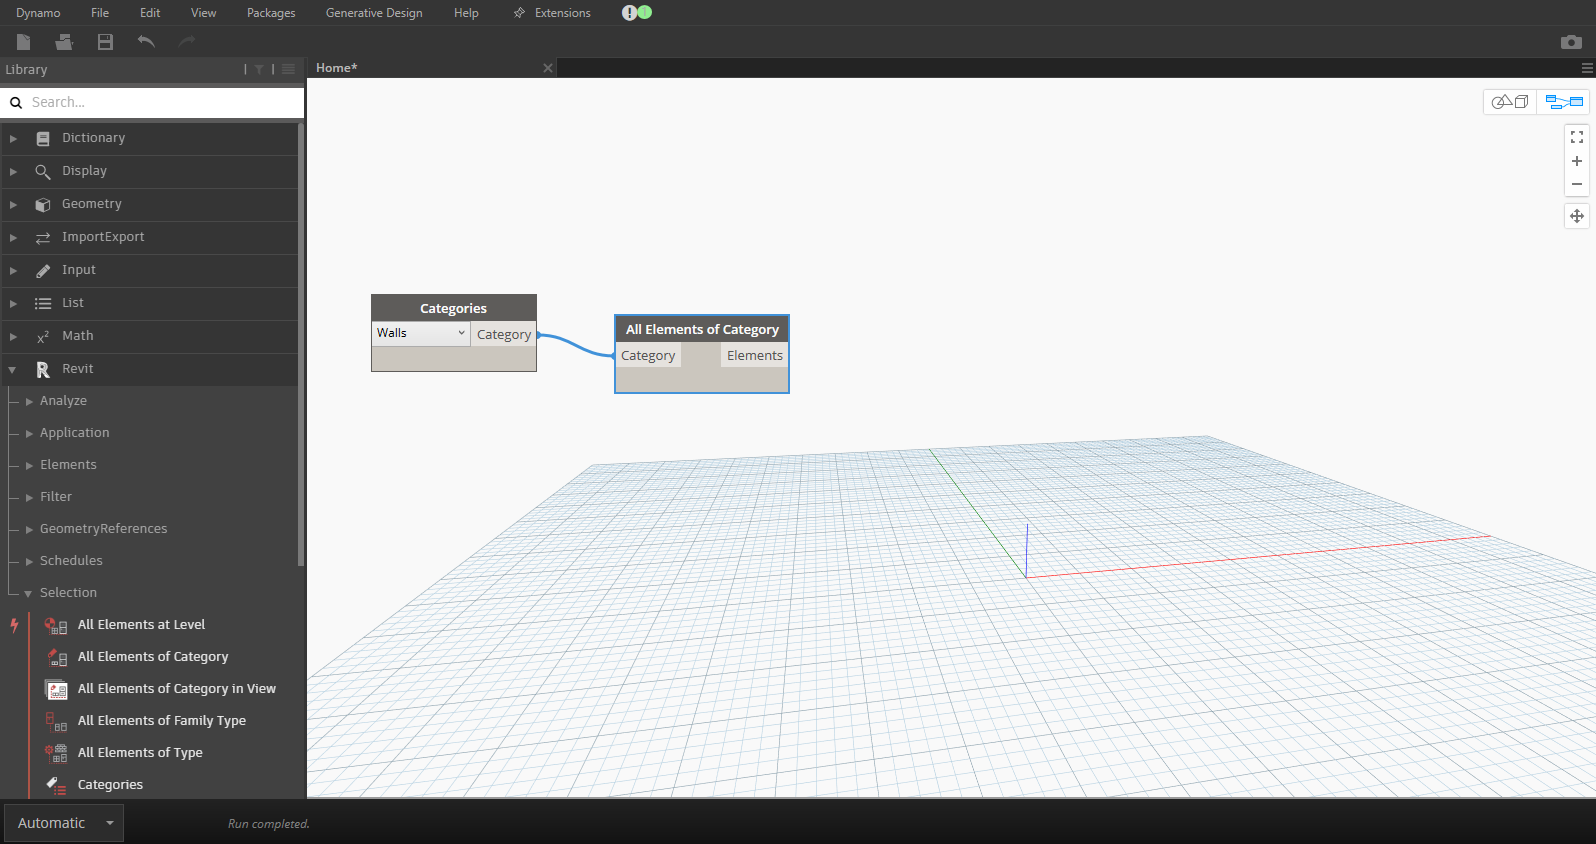 Dynamo File Edit View Packages Generative Design Help Extensions
Library
Home*
Search...
Dictionary
Display
Geometry
ImportExport
Input
List
Math
Revit
Analyze
Application
Elements
Filter
GeometryReferences
Schedules
Selection
All Elements at Level
All Elements of Category
All Elements of Category in View
All Elements of Family Type
All Elements of Type
Categories
Categories
Walls Category
All Elements of Category
Category Elements
Automatic
Run completed.